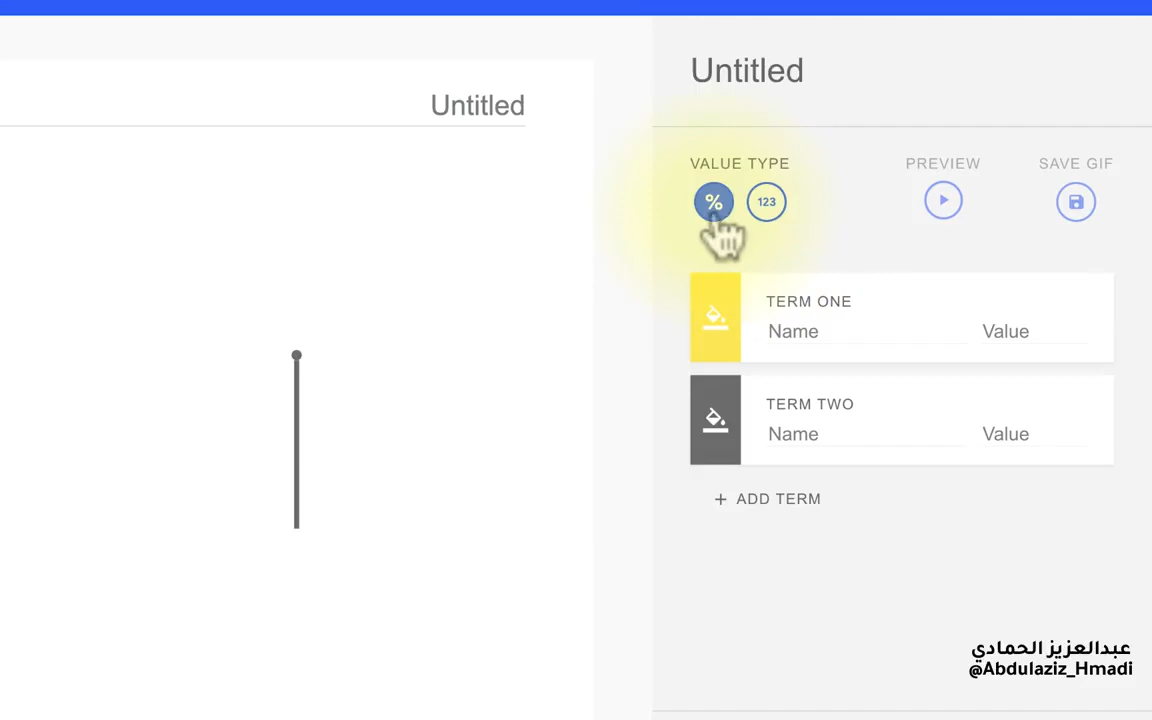 Untitled
Untitled
VALUE TYPE
PREVIEW
SAVE GIF
%
123
TERM ONE
Name
Value
TERM TWO
Name
Value
+ ADD TERM
عبدالعزيز الحمادي
@Abdulaziz_Hmadi